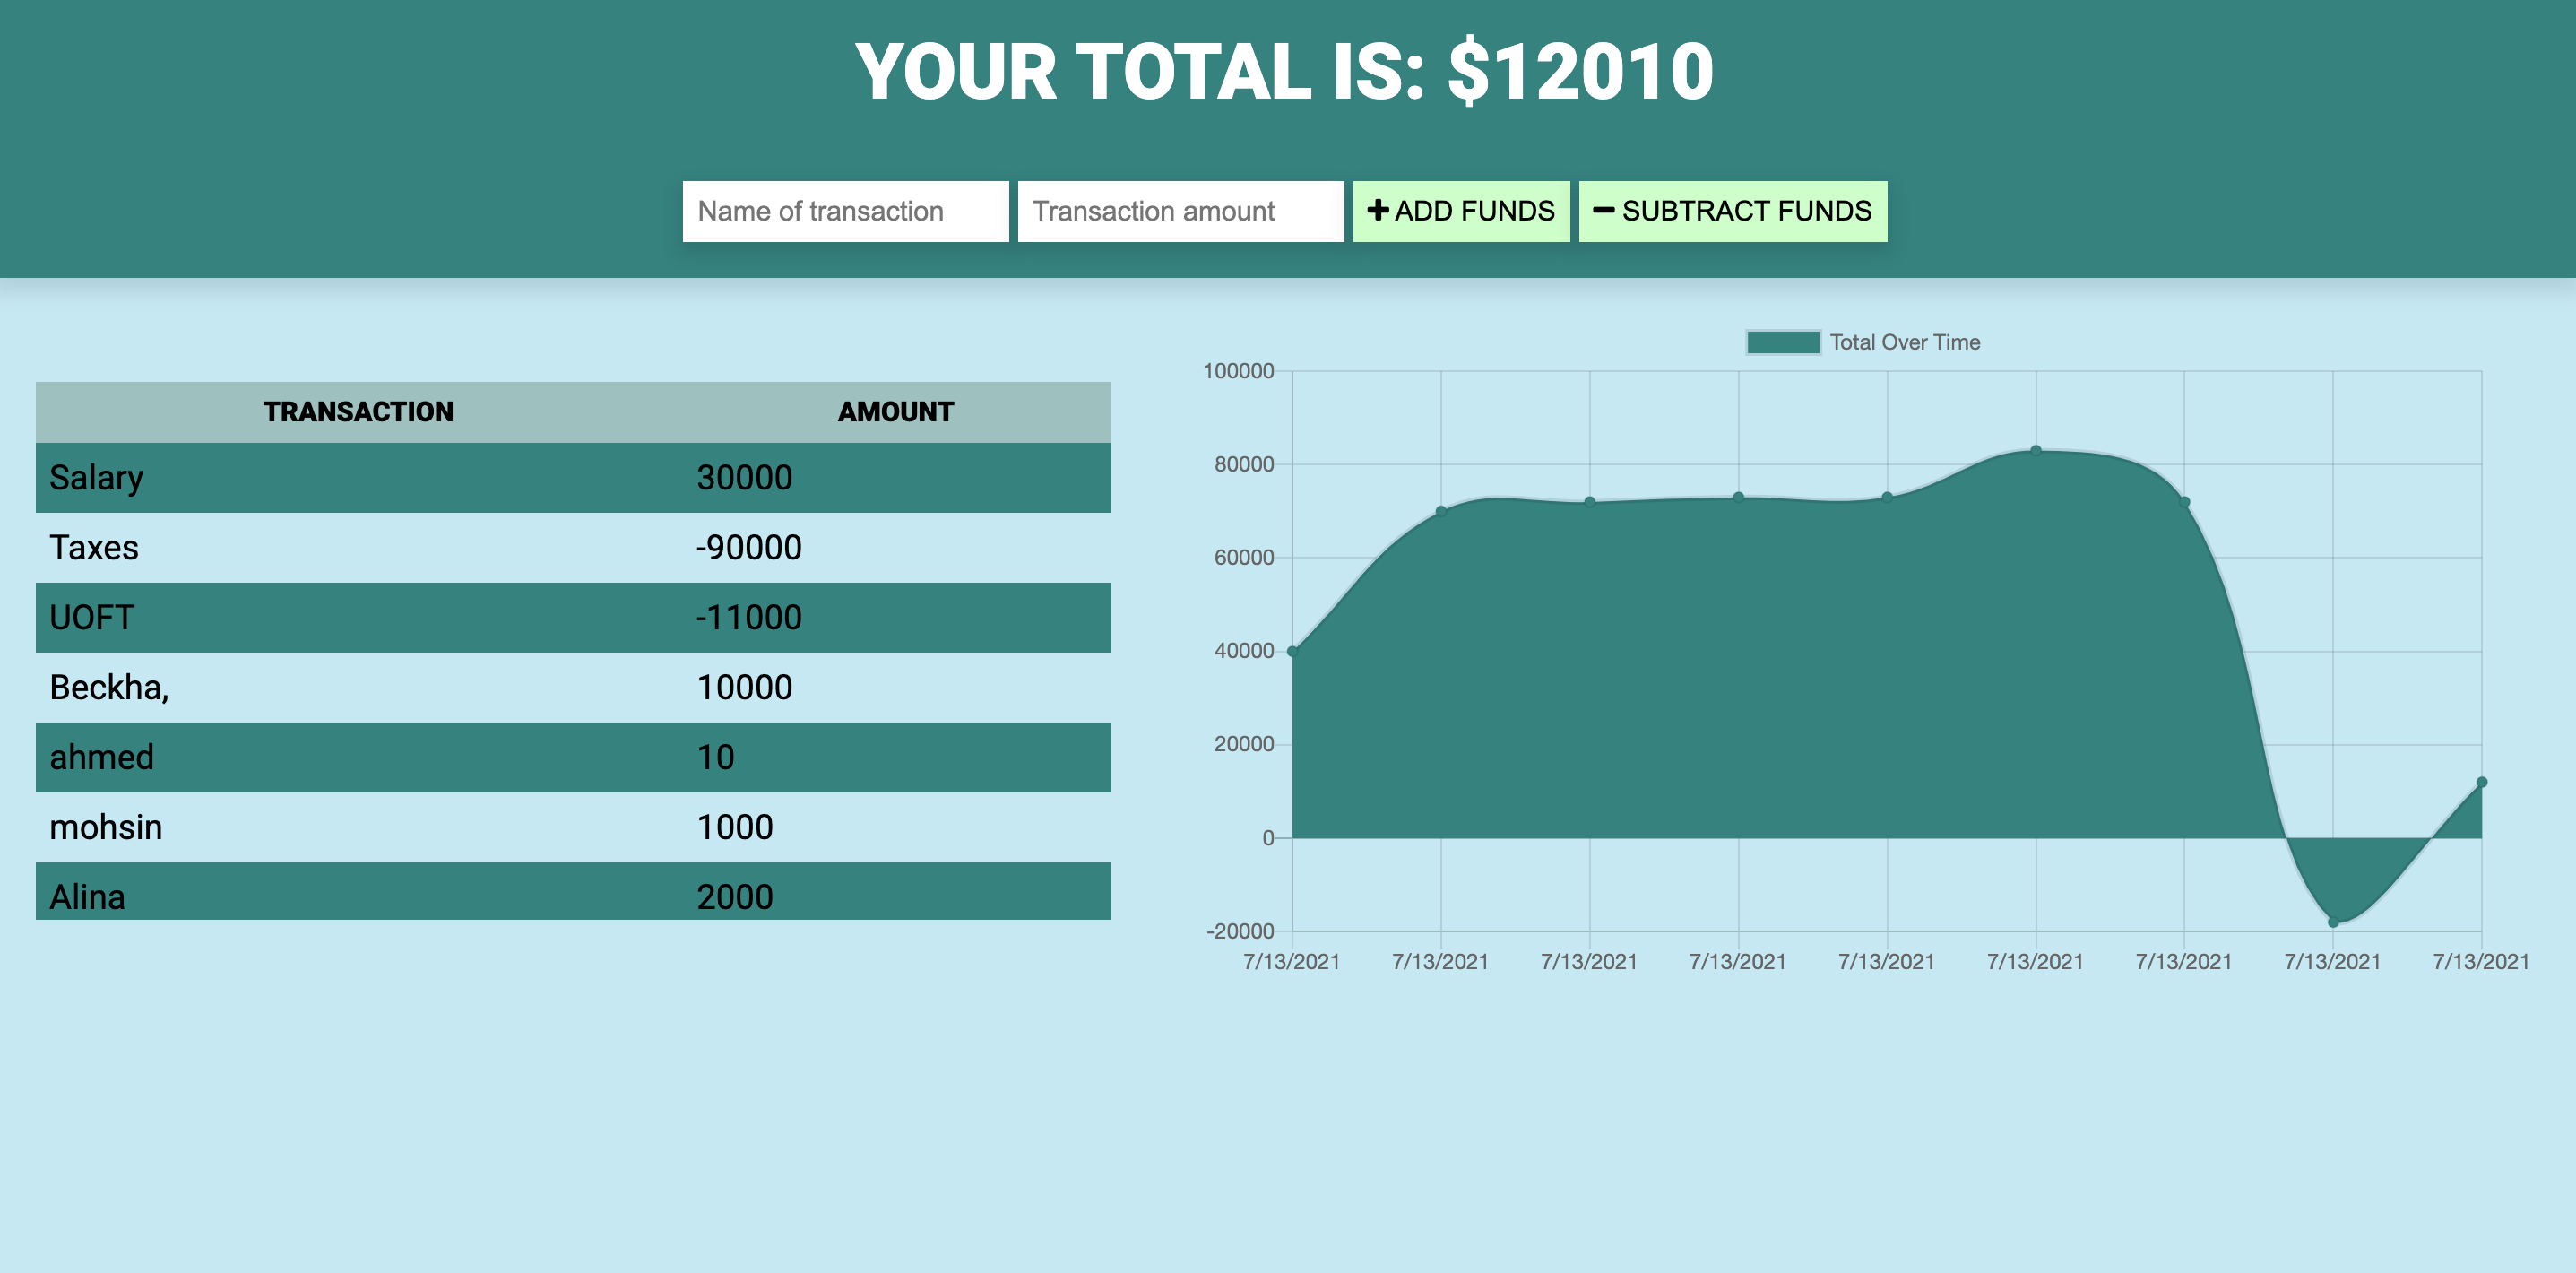 YOUR TOTAL IS: $12010
Name of transaction Transaction amount ADD FUNDS SUBTRACT FUNDS
TRANSACTION AMOUNT
Salary 30000
Taxes -90000
UOFT -11000
Beckha, 10000
ahmed 10
mohsin 1000
Alina 2000
Total Over Time
100000
80000
60000
40000
20000
0
-20000
7/13/2021 7/13/2021 7/13/2021 7/13/2021 7/13/2021 7/13/2021 7/13/2021 7/13/2021 7/13/2021